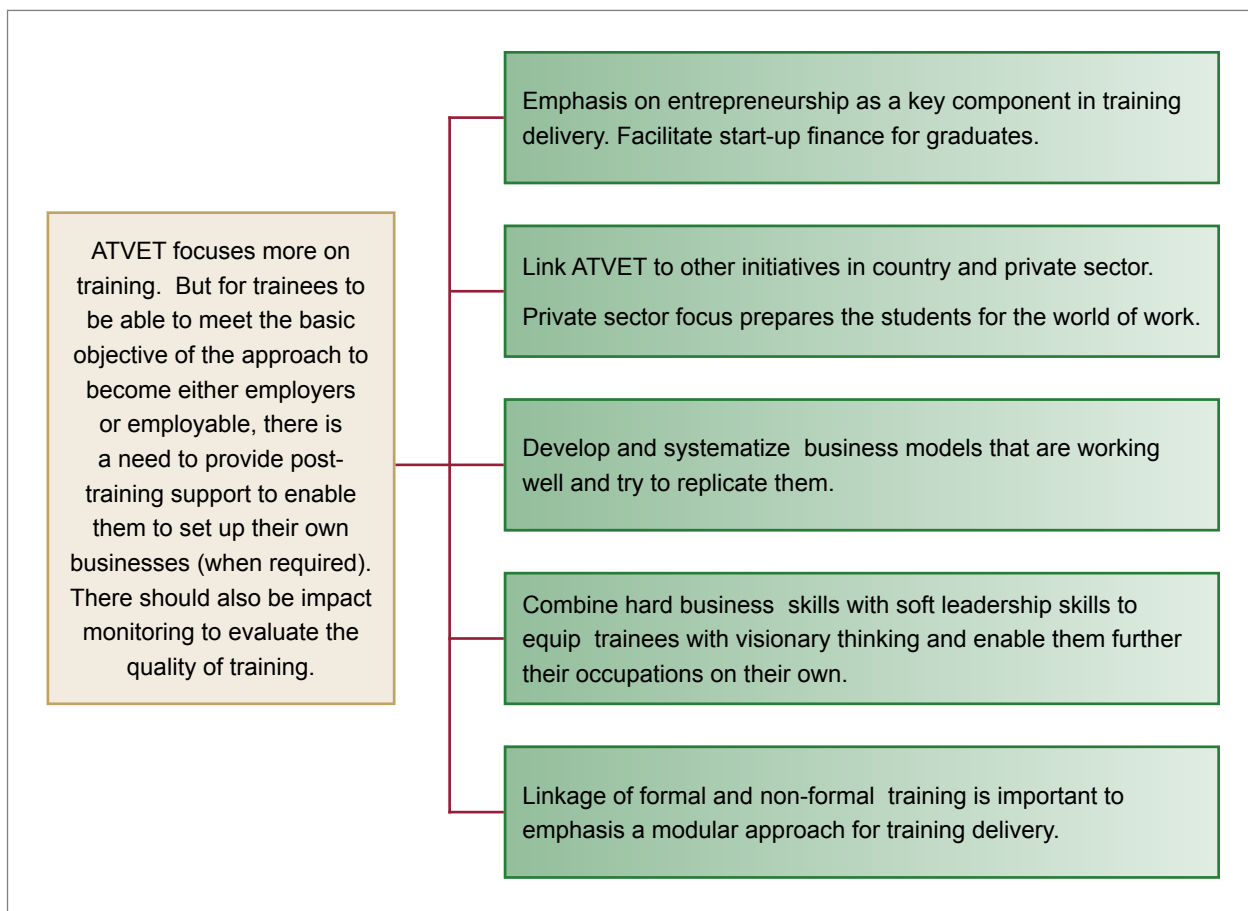 ATVET focuses more on
training.  But for trainees to
be able to meet the basic
objective of the approach to
become either employers
or employable, there is
a need to provide post-
training support to enable
them to set up their own
businesses (when required).
There should also be impact
monitoring to evaluate the
quality of training.
Emphasis on entrepreneurship as a key component in training
delivery. Facilitate start-up finance for graduates.
Link ATVET to other initiatives in country and private sector.
Private sector focus prepares the students for the world of work.
Develop and systematize  business models that are working
well and try to replicate them.
Combine hard business  skills with soft leadership skills to
equip  trainees with visionary thinking and enable them further
their occupations on their own.
Linkage of formal and non-formal  training is important to
emphasis a modular approach for training delivery.